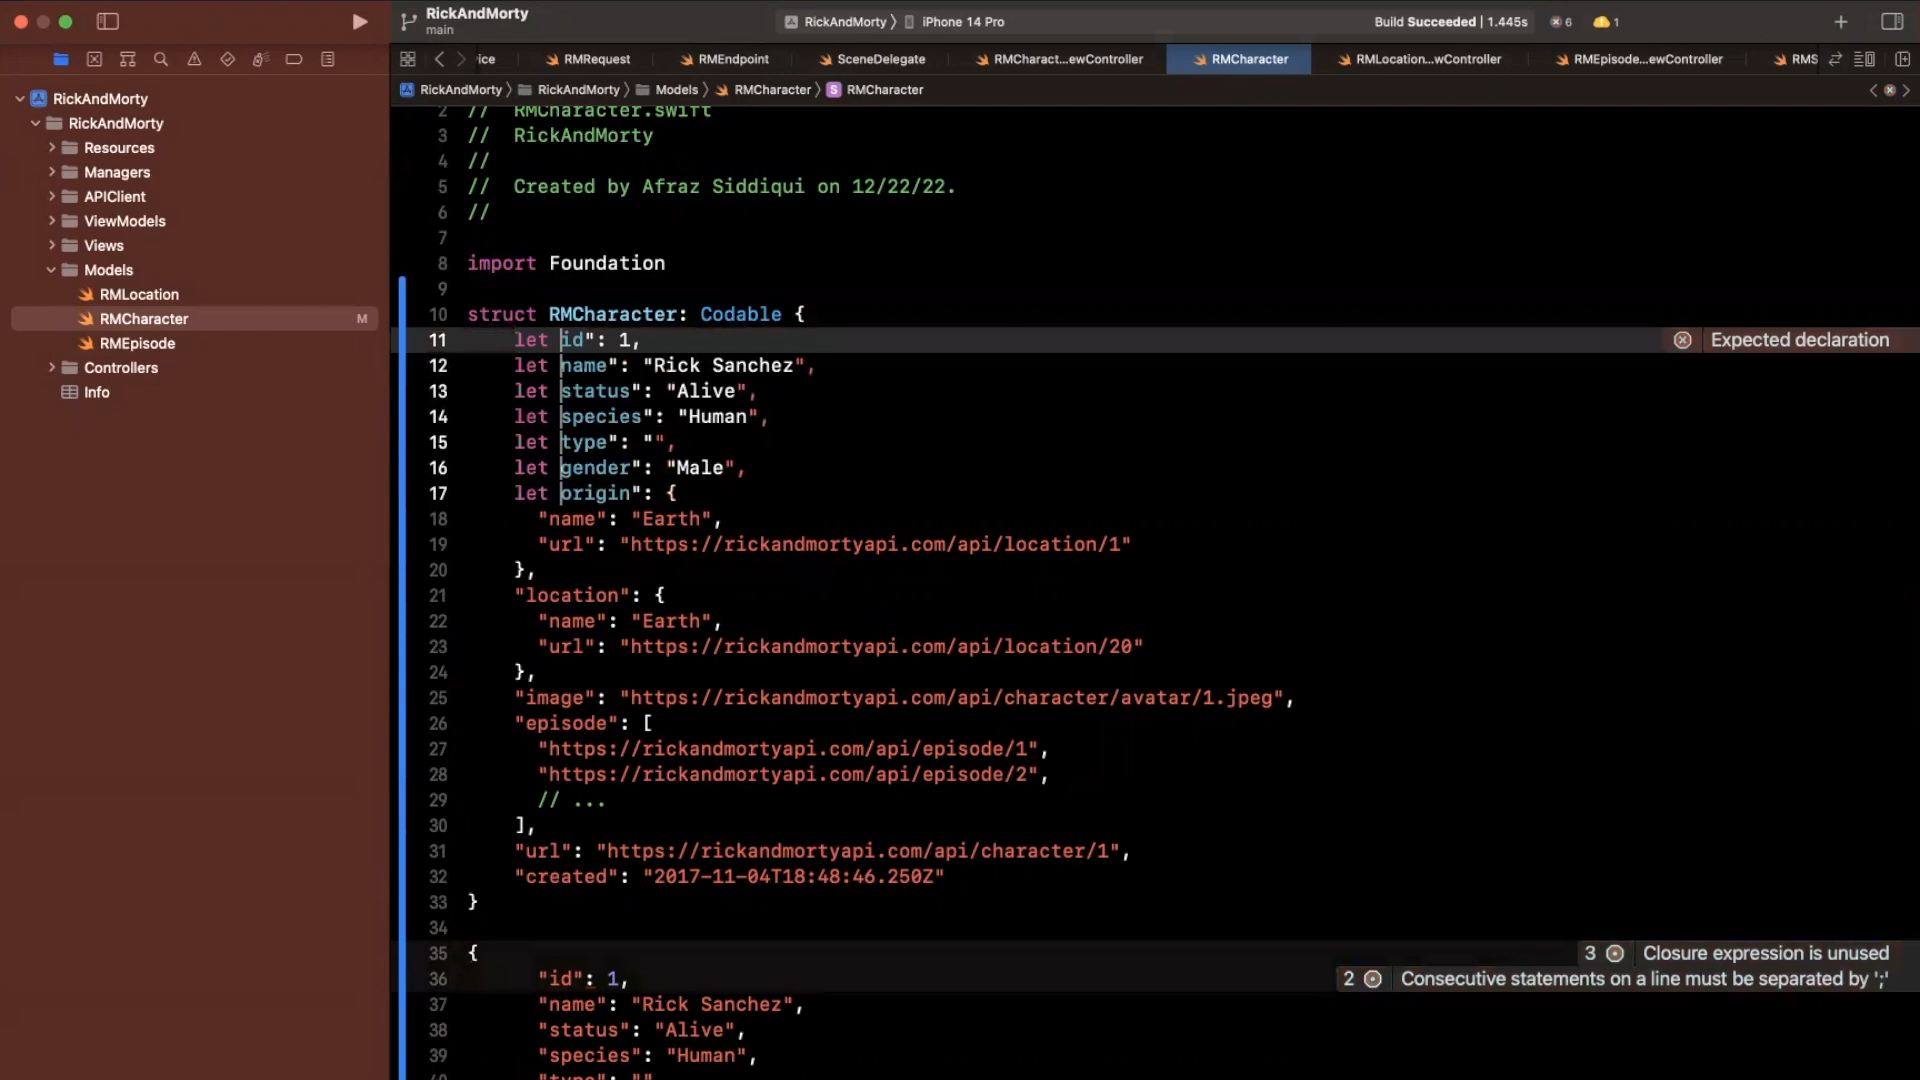 RickAndMorty
main
RickAndMorty 〉 iPhone 14 Pro
Build Succeeded | 1.445s
6
1
ice
RMRequest
RMEndpoint
SceneDelegate
RMCharact...ewController
RMCharacter
RMLocation...wController
RMEpisode...ewController
RMS
RickAndMorty 〉 RickAndMorty 〉 Models 〉 RMCharacter 〉 S RMCharacter
RickAndMorty
RickAndMorty
Resources
Managers
APIClient
ViewModels
Views
Models
RMLocation
RMCharacter M
RMEpisode
Controllers
Info
2 //  RMCharacter.swift
3 //  RickAndMorty
4 //
5 //  Created by Afraz Siddiqui on 12/22/22.
6 //
7
8 import Foundation
9
10 struct RMCharacter: Codable {
11     let id": 1,
Expected declaration
12     let name": "Rick Sanchez",
13     let status": "Alive",
14     let species": "Human",
15     let type": "",
16     let gender": "Male",
17     let origin": {
18       "name": "Earth",
19       "url": "https://rickandmortyapi.com/api/location/1"
20     },
21     "location": {
22       "name": "Earth",
23       "url": "https://rickandmortyapi.com/api/location/20"
24     },
25     "image": "https://rickandmortyapi.com/api/character/avatar/1.jpeg",
26     "episode": [
27       "https://rickandmortyapi.com/api/episode/1",
28       "https://rickandmortyapi.com/api/episode/2",
29       // ...
30     ],
31     "url": "https://rickandmortyapi.com/api/character/1",
32     "created": "2017-11-04T18:48:46.250Z"
33 }
34
35 {
3 Closure expression is unused
36       "id": 1,
2 Consecutive statements on a line must be separated by ';'
37       "name": "Rick Sanchez",
38       "status": "Alive",
39       "species": "Human",
40       "type": ""